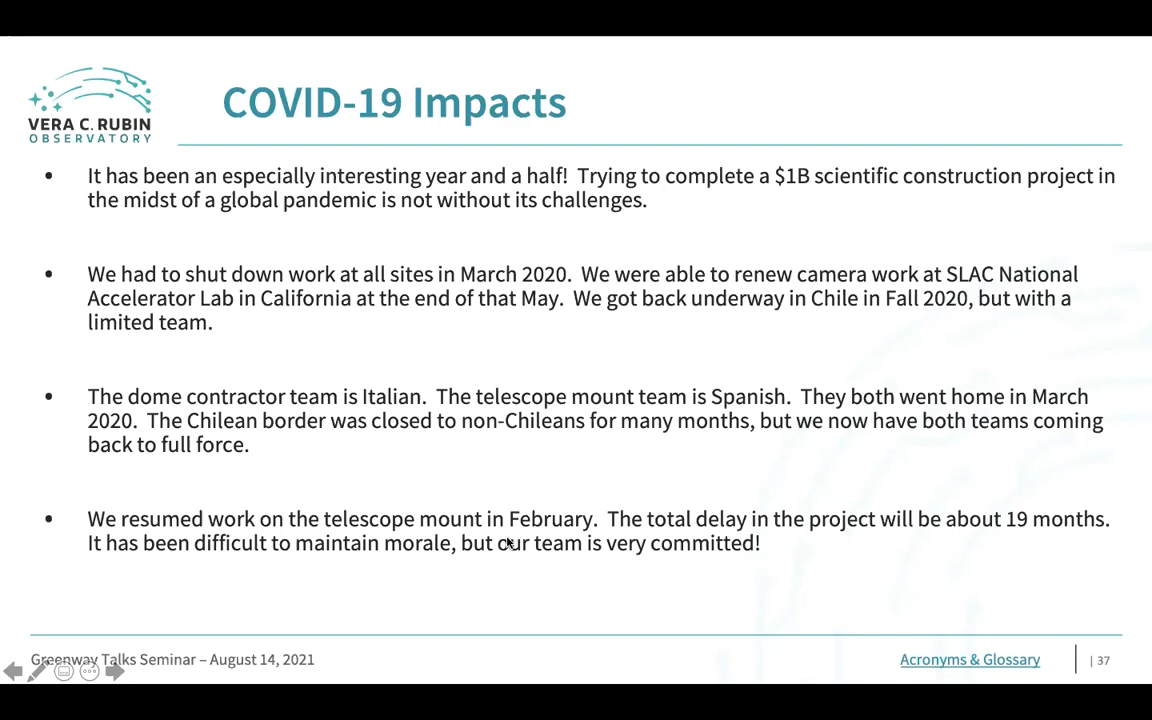 VERA C. RUBIN
OBSERVATORY
COVID-19 Impacts
• It has been an especially interesting year and a half! Trying to complete a $1B scientific construction project in
the midst of a global pandemic is not without its challenges.
• We had to shut down work at all sites in March 2020. We were able to renew camera work at SLAC National
Accelerator Lab in California at the end of that May. We got back underway in Chile in Fall 2020, but with a
limited team.
• The dome contractor team is Italian. The telescope mount team is Spanish. They both went home in March
2020. The Chilean border was closed to non-Chileans for many months, but we now have both teams coming
back to full force.
• We resumed work on the telescope mount in February. The total delay in the project will be about 19 months.
It has been difficult to maintain morale, but our team is very committed!
Greenway Talks Seminar – August 14, 2021
Acronyms & Glossary
| 37